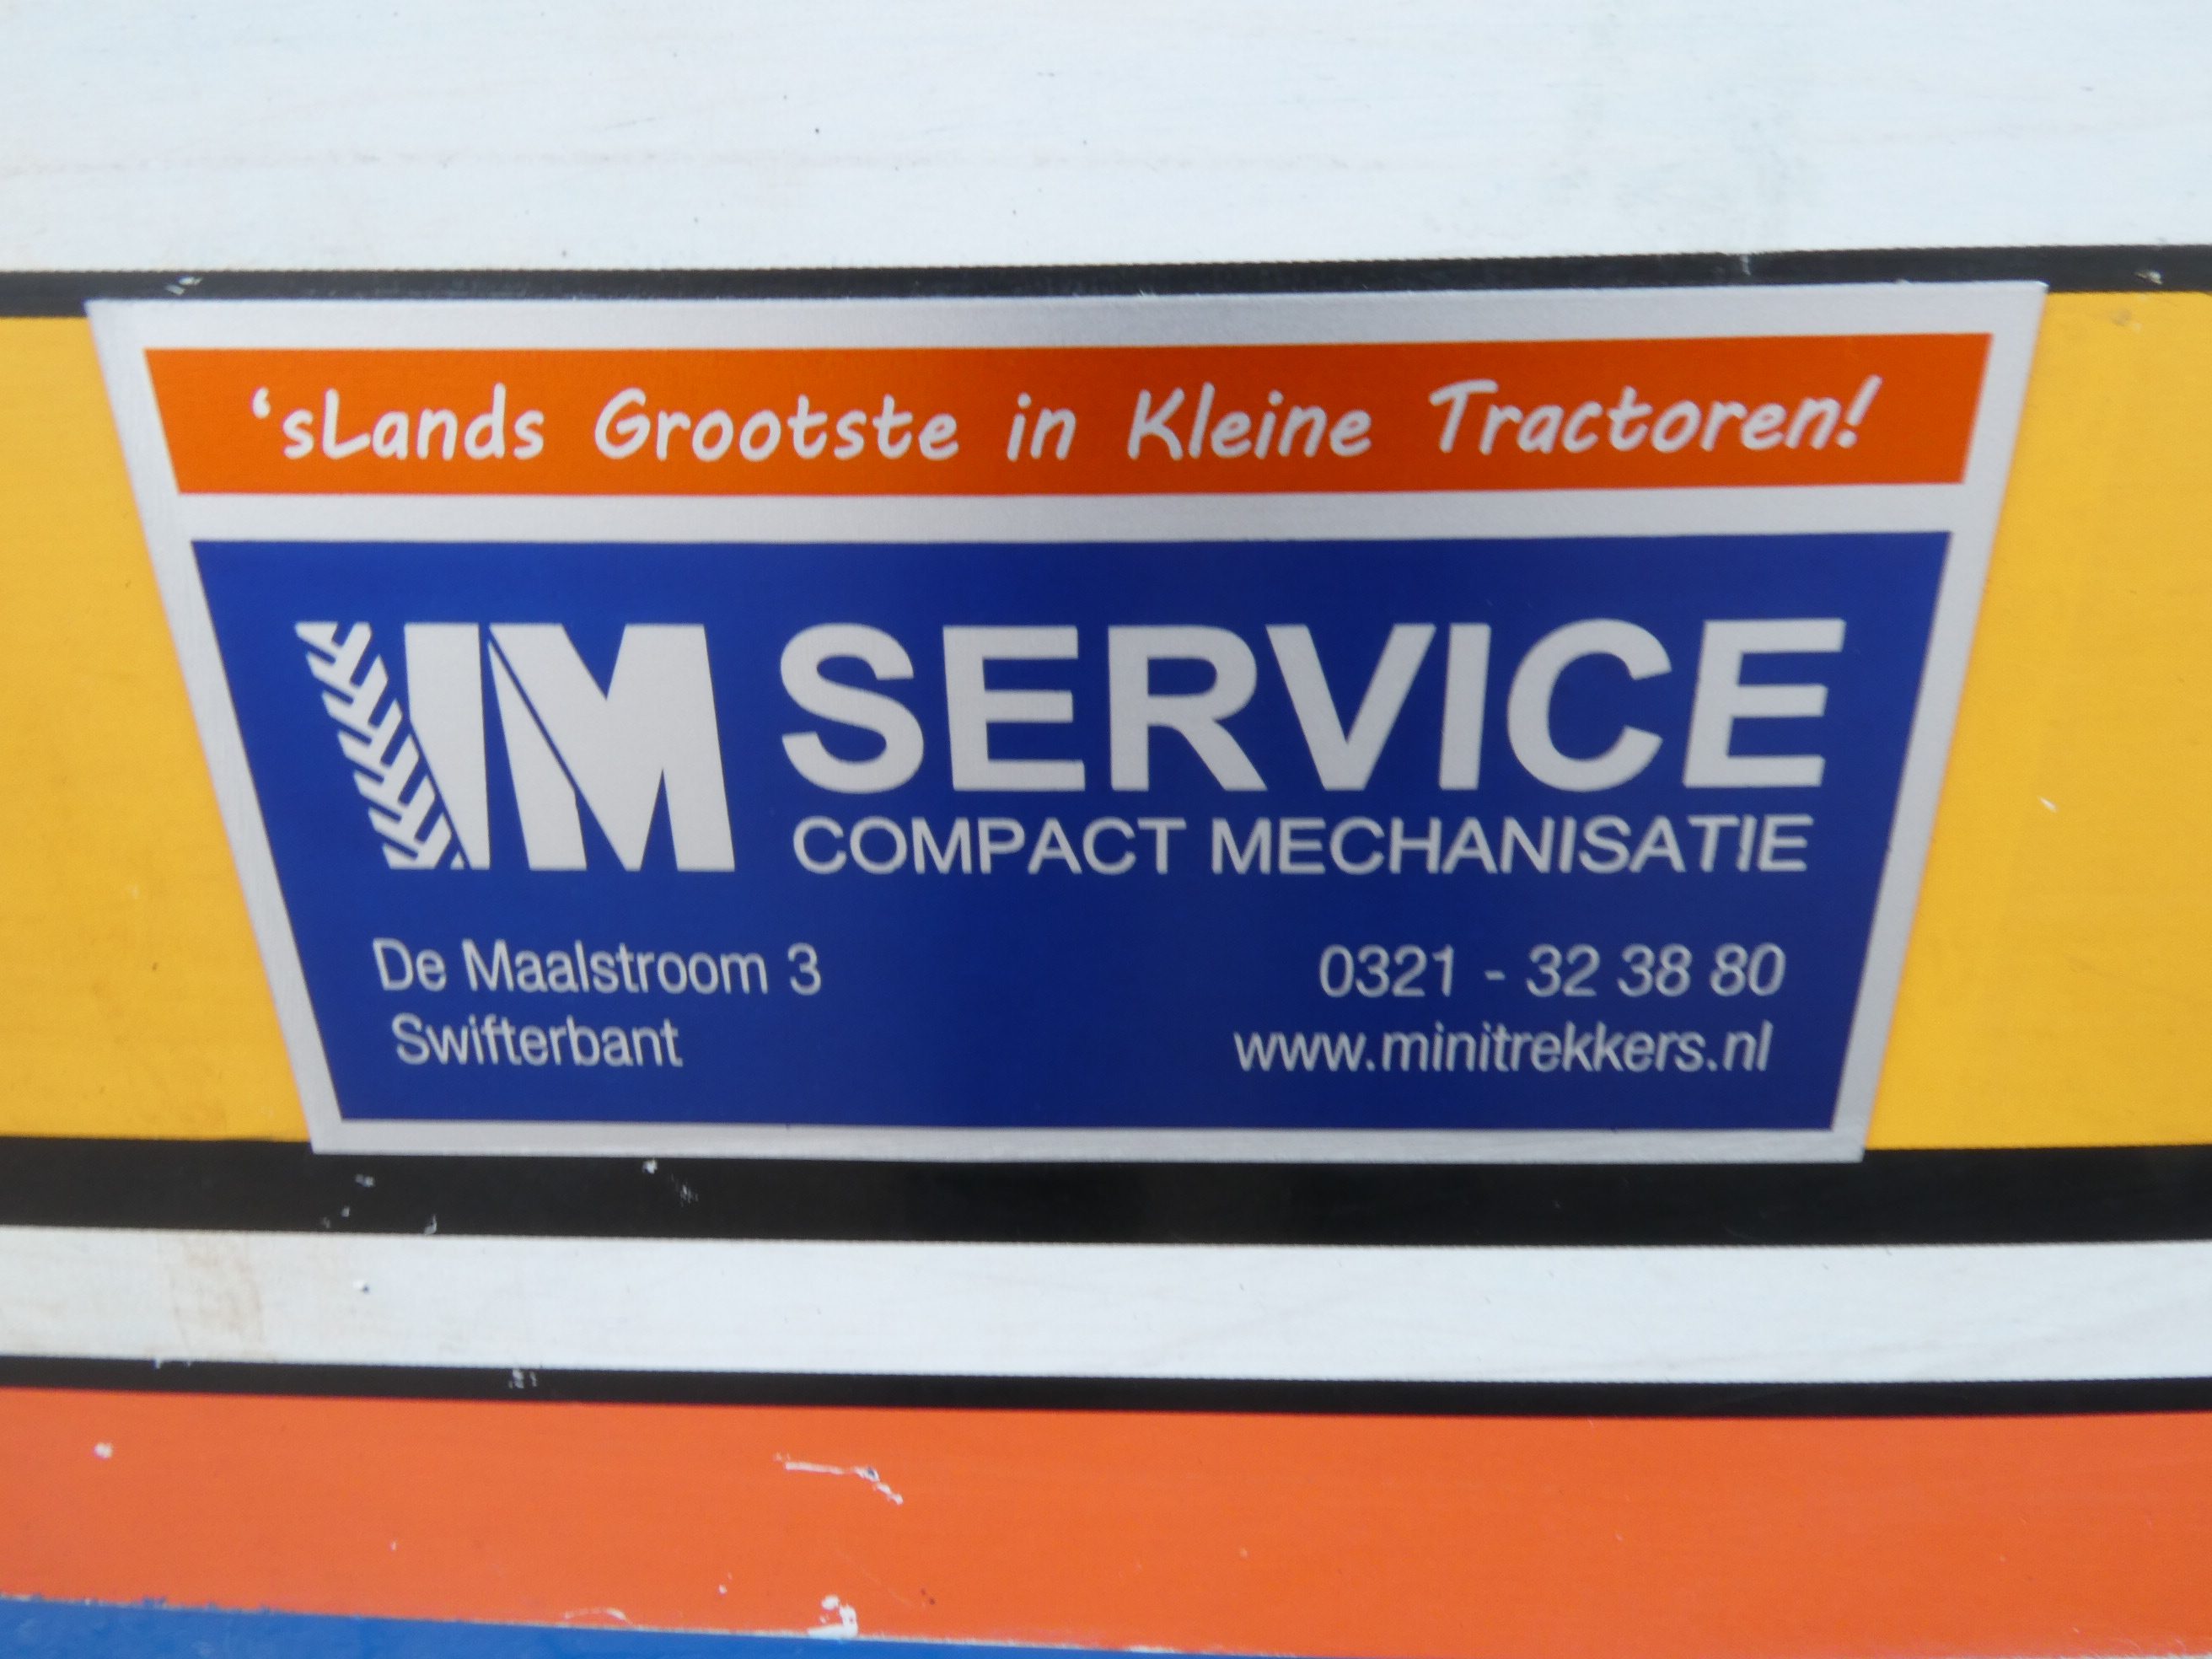 ‘sLands Grootste in Kleine Tractoren!
IM SERVICE
COMPACT MECHANISATIE
De Maalstroom 3
Swifterbant
0321 - 32 38 80
www.minitrekkers.nl